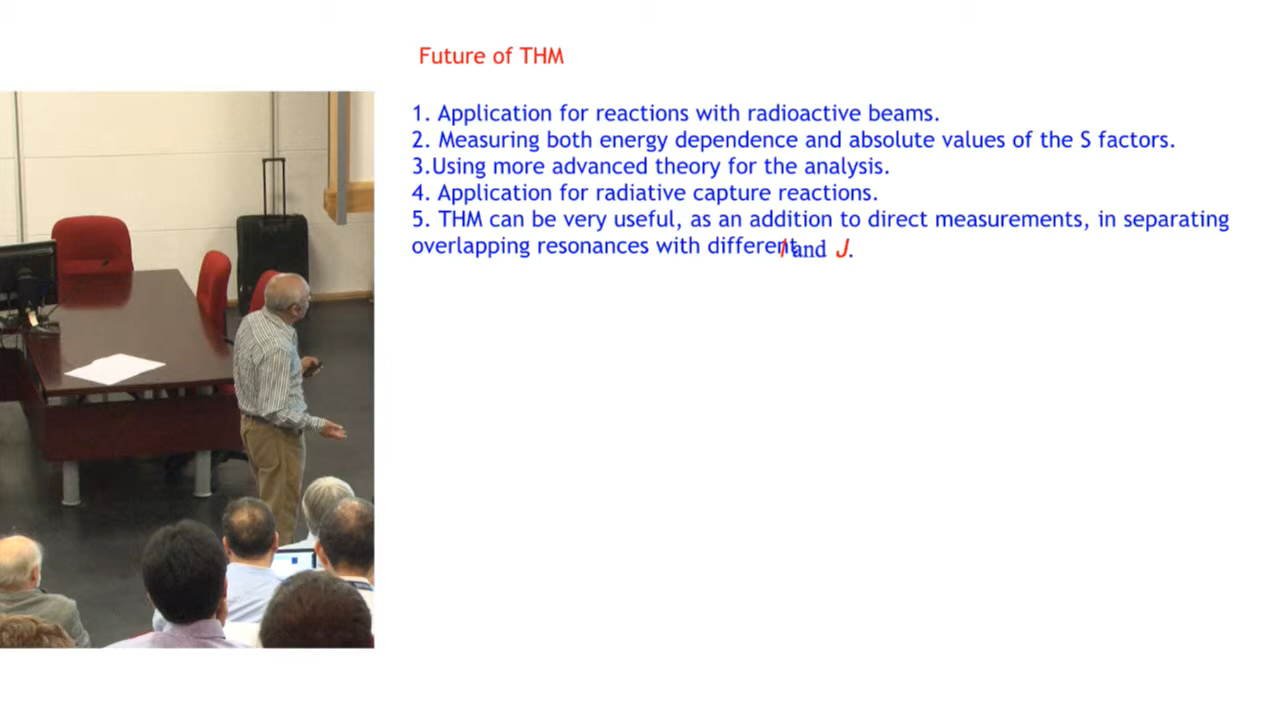 Future of THM
1. Application for reactions with radioactive beams.
2. Measuring both energy dependence and absolute values of the S factors.
3.Using more advanced theory for the analysis.
4. Application for radiative capture reactions.
5. THM can be very useful, as an addition to direct measurements, in separating
overlapping resonances with different l and J.